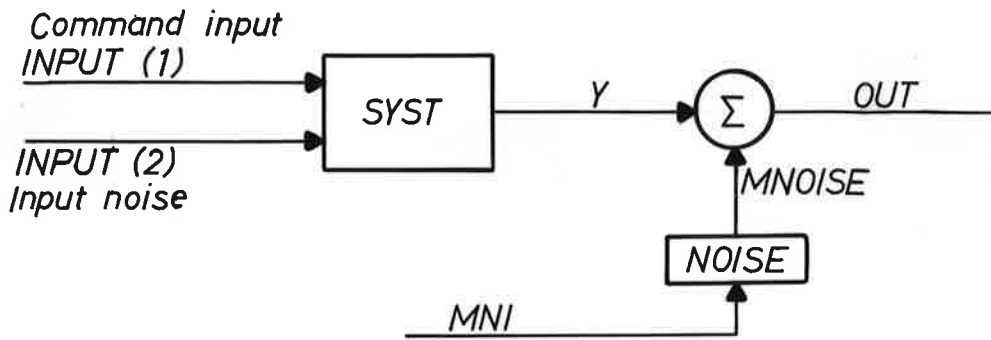 Command input
INPUT (1)
SYST
Y
Σ
OUT
INPUT (2)
Input noise
MNOISE
NOISE
MNI